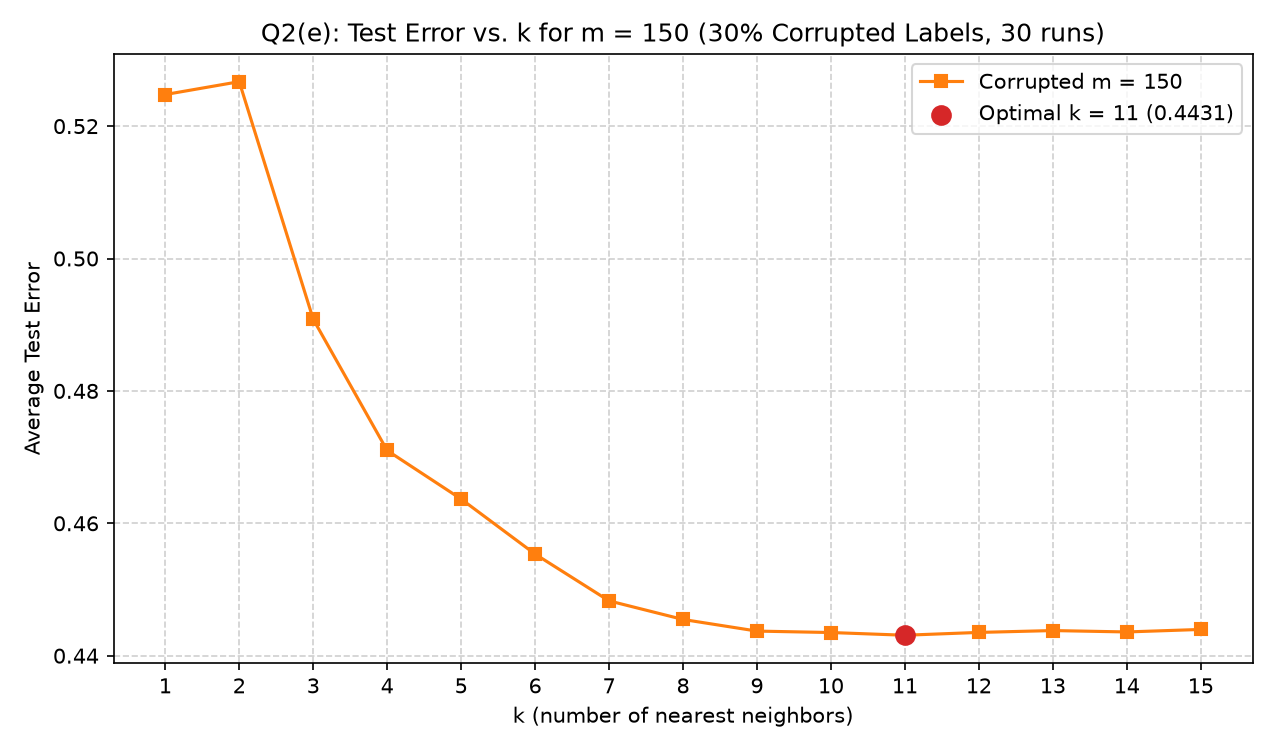 Q2(e): Test Error vs. k for m = 150 (30% Corrupted Labels, 30 runs)
Corrupted m = 150
Optimal k = 11 (0.4431)
Average Test Error
0.52
0.50
0.48
0.46
0.44
1 2 3 4 5 6 7 8 9 10 11 12 13 14 15
k (number of nearest neighbors)